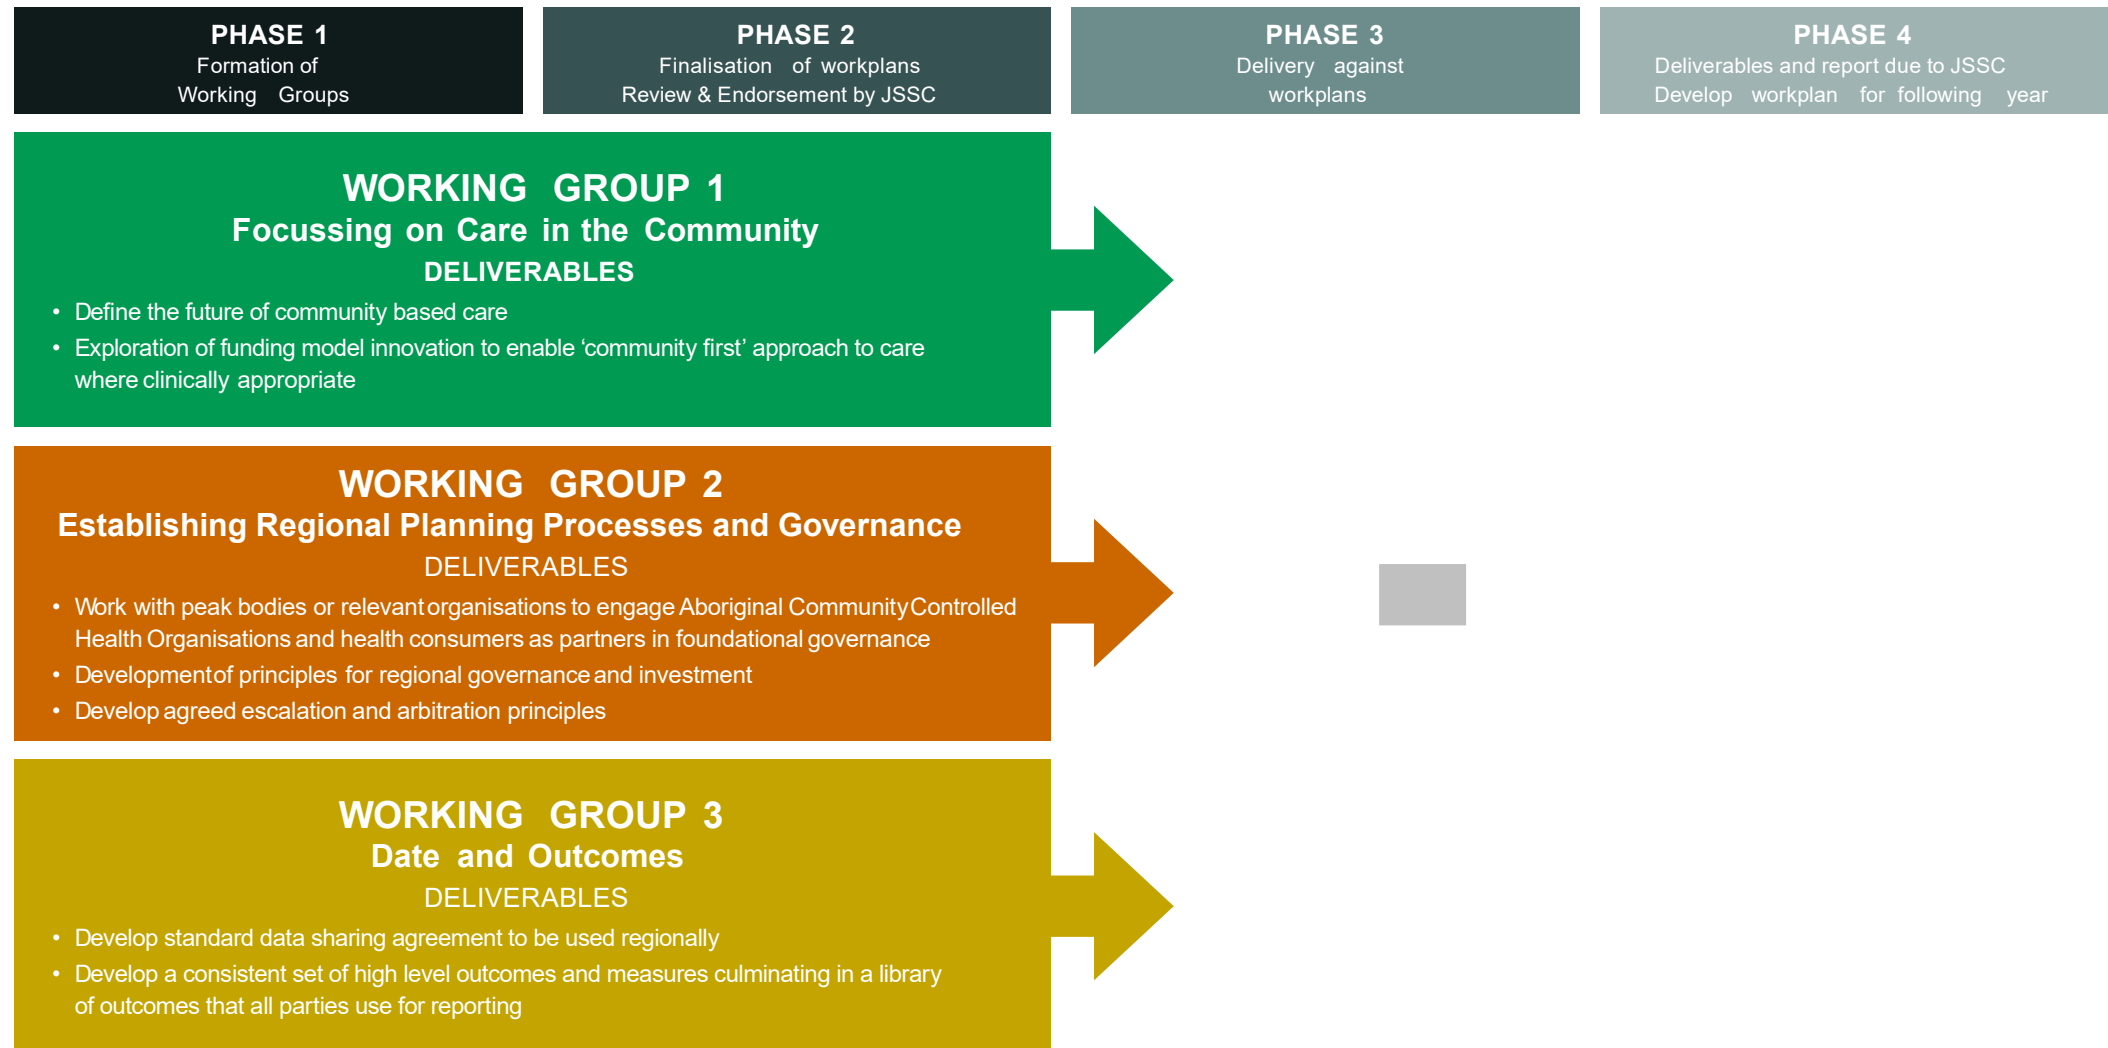 PHASE 1
Formation of
Working Groups
PHASE 2
Finalisation of workplans
Review & Endorsement by JSSC
PHASE 3
Delivery against
workplans
PHASE 4
Deliverables and report due to JSSC
Develop workplan for following year
WORKING GROUP 1
Focussing on Care in the Community
DELIVERABLES
• Define the future of community based care
• Exploration of funding model innovation to enable ‘community first’ approach to care
where clinically appropriate
WORKING GROUP 2
Establishing Regional Planning Processes and Governance
DELIVERABLES
• Work with peak bodies or relevant organisations to engage Aboriginal Community Controlled
Health Organisations and health consumers as partners in foundational governance
• Development of principles for regional governance and investment
• Develop agreed escalation and arbitration principles
WORKING GROUP 3
Date and Outcomes
DELIVERABLES
• Develop standard data sharing agreement to be used regionally
• Develop a consistent set of high level outcomes and measures culminating in a library
of outcomes that all parties use for reporting